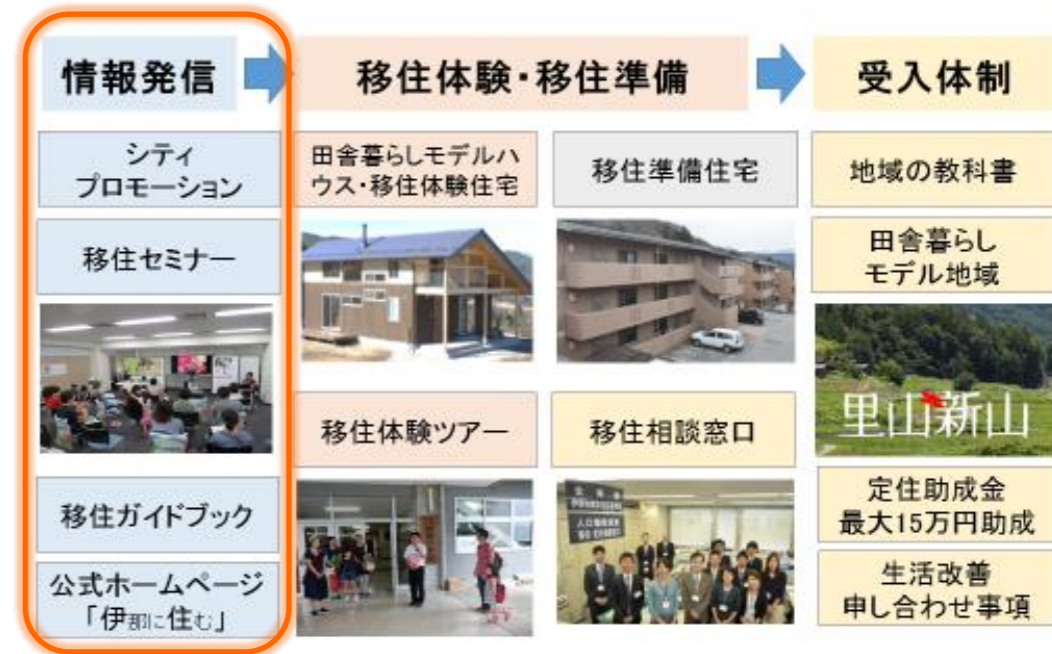 情報発信
移住体験・移住準備
受入体制
シティ
プロモーション
移住セミナー
移住ガイドブック
公式ホームページ
「伊那に住む」
田舎暮らしモデルハ
ウス・移住体験住宅
移住準備住宅
移住体験ツアー
移住相談窓口
地域の教科書
田舎暮らし
モデル地域
里山新山
定住助成金
最大15万円助成
生活改善
申し合わせ事項